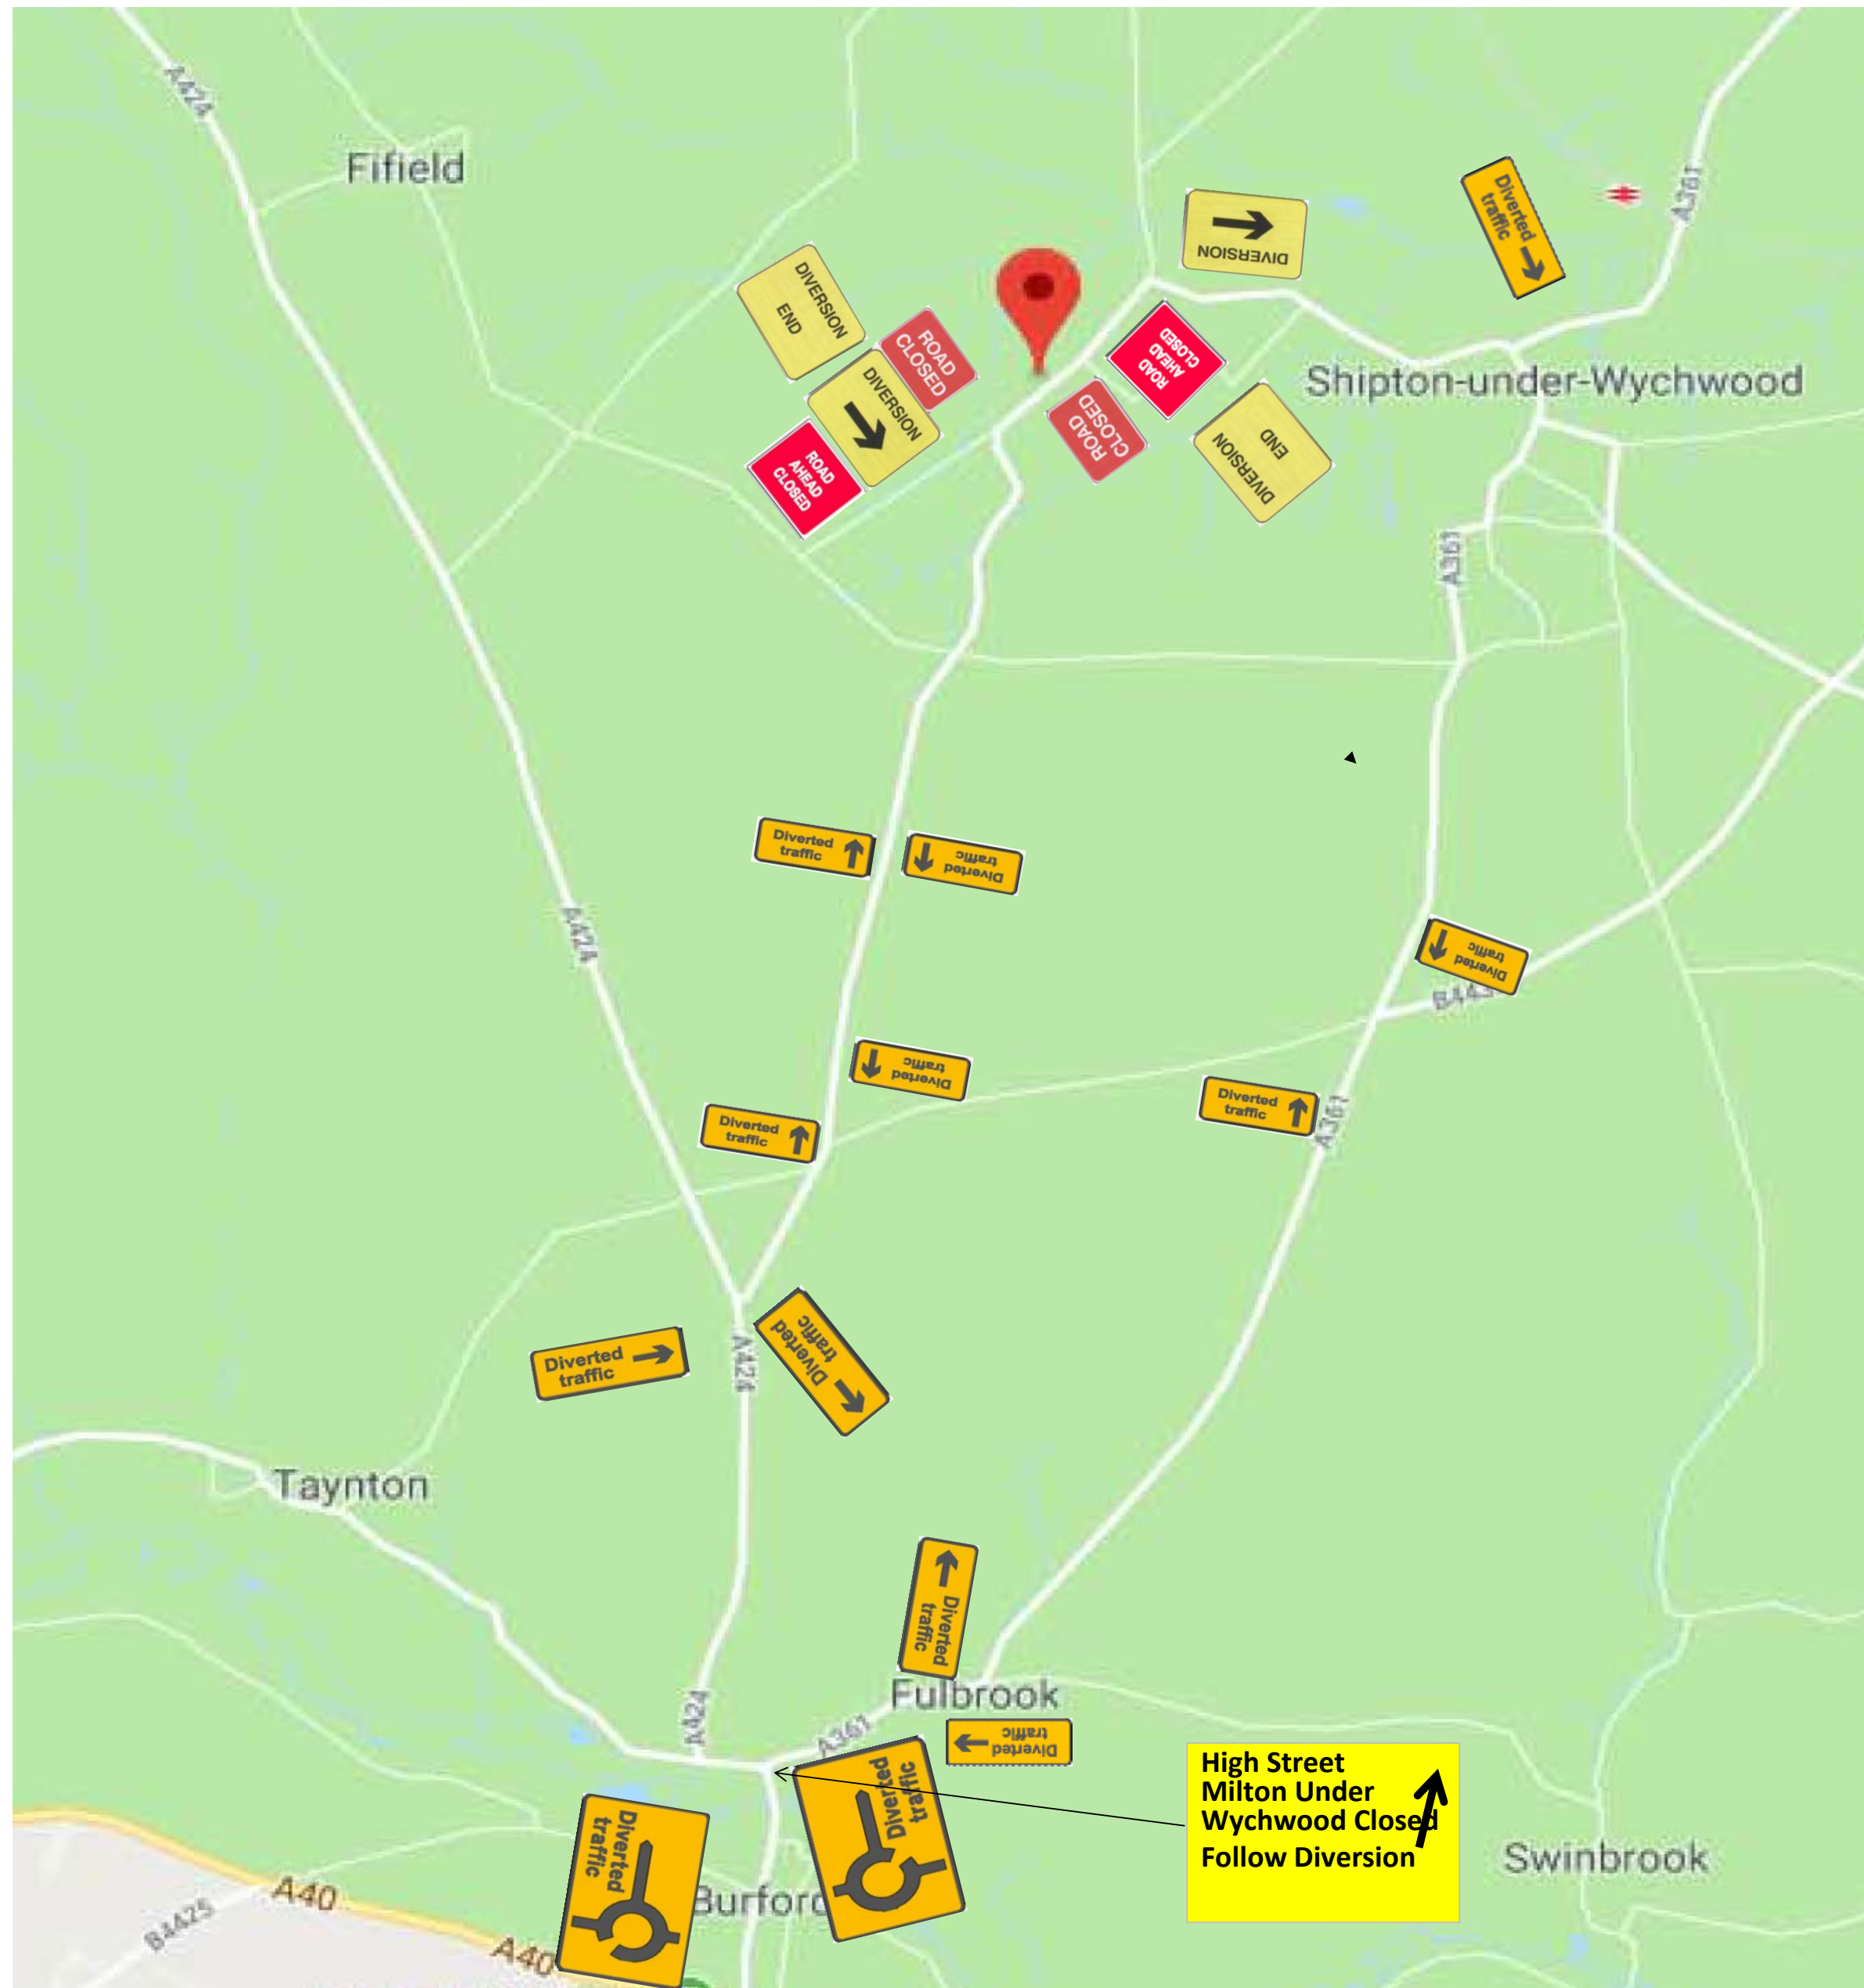 A424
Fifield
A361
Diverted
traffic
DIVERSION
DIVERSION
END
ROAD
CLOSED
ROAD
AHEAD
CLOSED
Shipton-under-Wychwood
DIVERSION
ROAD
CLOSED
DIVERSION
END
ROAD
AHEAD
CLOSED
A361
Diverted
traffic
Diverted
traffic
A424
Diverted
traffic
Diverted
traffic
Diverted
traffic
A361
Diverted
traffic
Diverted
traffic
A424
Diverted
traffic
Taynton
Diverted
traffic
Fulbrook
A424
A361
Diverted
traffic
Diverted
traffic
High Street
Milton Under
Wychwood Closed
Follow Diversion
Diverted
traffic
Swinbrook
Burford
A40
B4425
A40